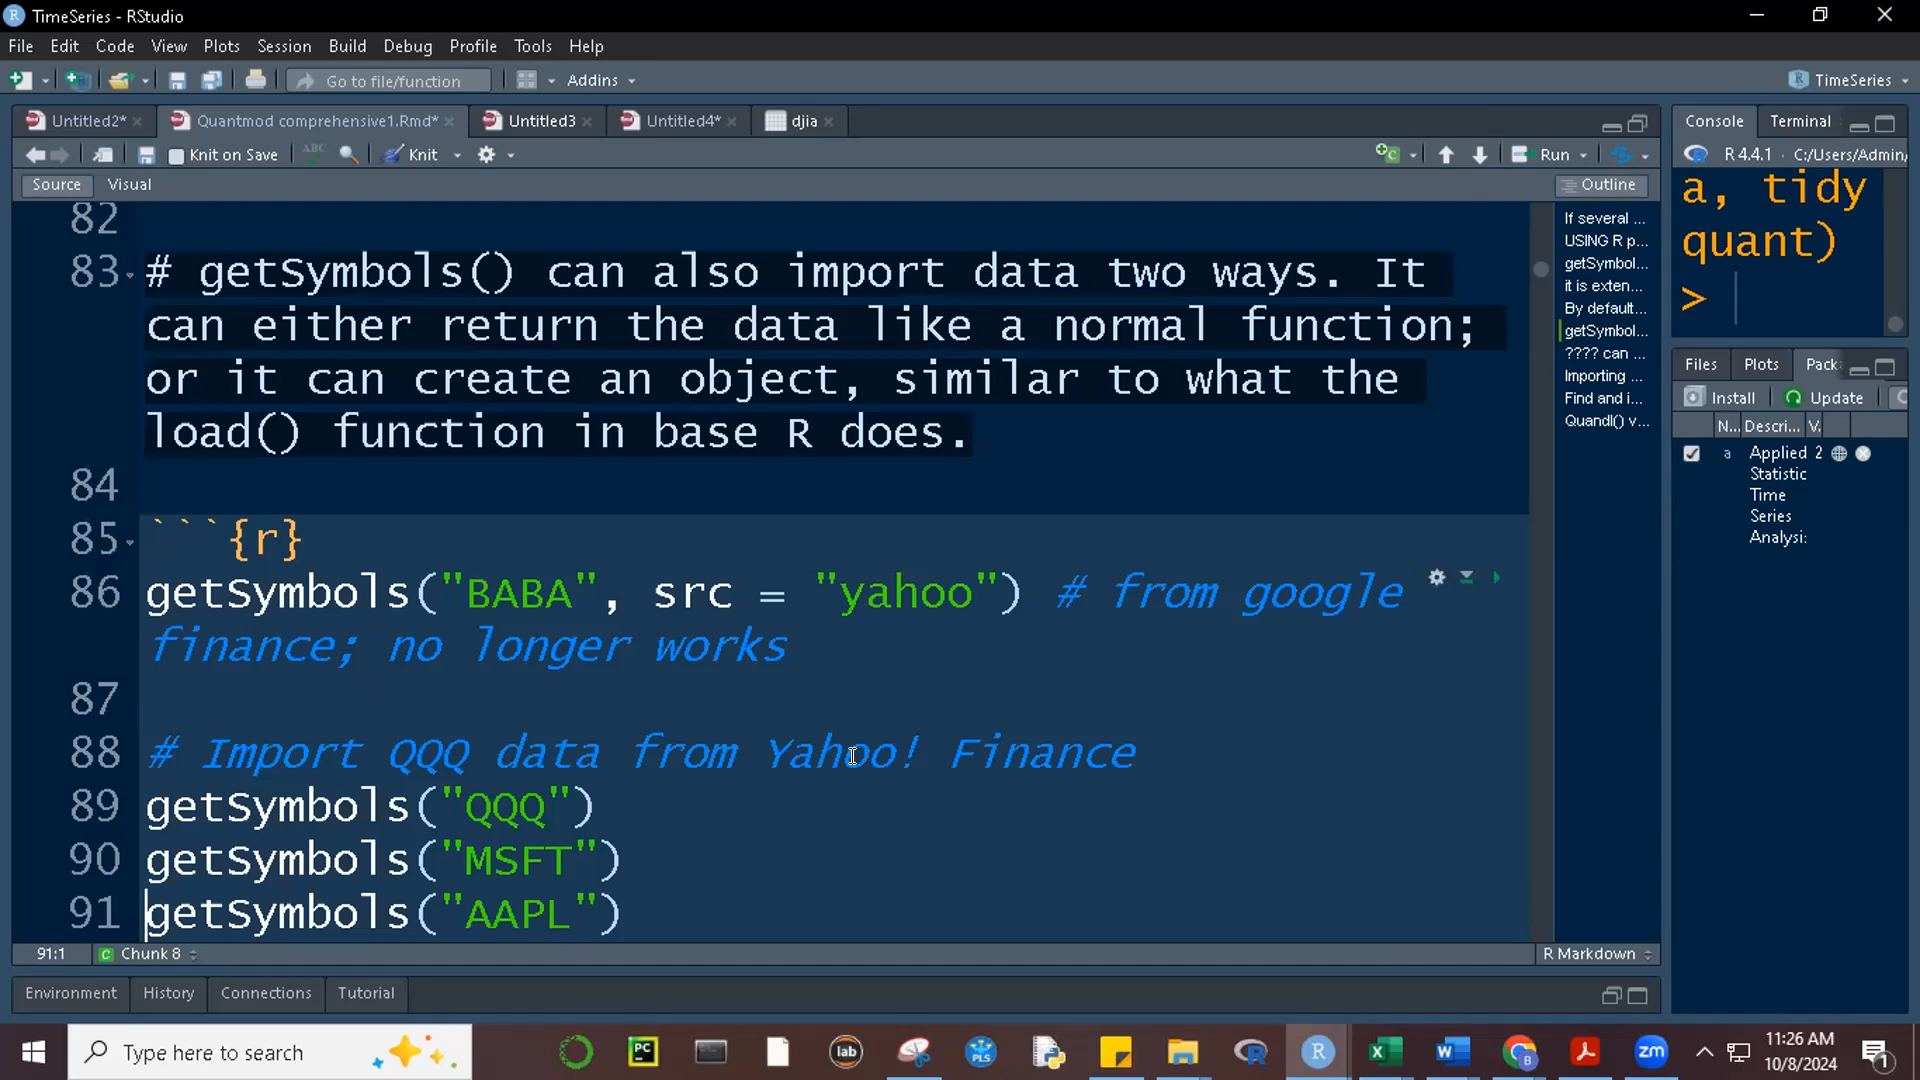 TimeSeries - RStudio
File Edit Code View Plots Session Build Debug Profile Tools Help
Go to file/function Addins TimeSeries
Untitled2* Quantmod comprehensive1.Rmd* Untitled3 Untitled4* djia
Knit on Save ABC Knit Run
Source Visual Outline
82
83 # getSymbols() can also import data two ways. It
can either return the data like a normal function;
or it can create an object, similar to what the
load() function in base R does.
84
85 ```{r}
86 getSymbols("BABA", src = "yahoo") # from google
finance; no longer works
87
88 # Import QQQ data from Yahoo! Finance
89 getSymbols("QQQ")
90 getSymbols("MSFT")
91 getSymbols("AAPL")
91:1 Chunk 8 R Markdown
If several ...
USING R p...
getSymbol...
it is exten...
By default...
getSymbol...
???? can ...
Importing ...
Find and i...
Quandl() v...
Console Terminal
R 4.4.1 · C:/Users/Admin/
a, tidy
quant)
>
Files Plots Pack
Install Update
N... Descri... V.
a Applied 2
Statistic
Time
Series
Analysi:
Environment History Connections Tutorial
Type here to search
PC
lab
PLS
R
zm
11:26 AM
10/8/2024
1